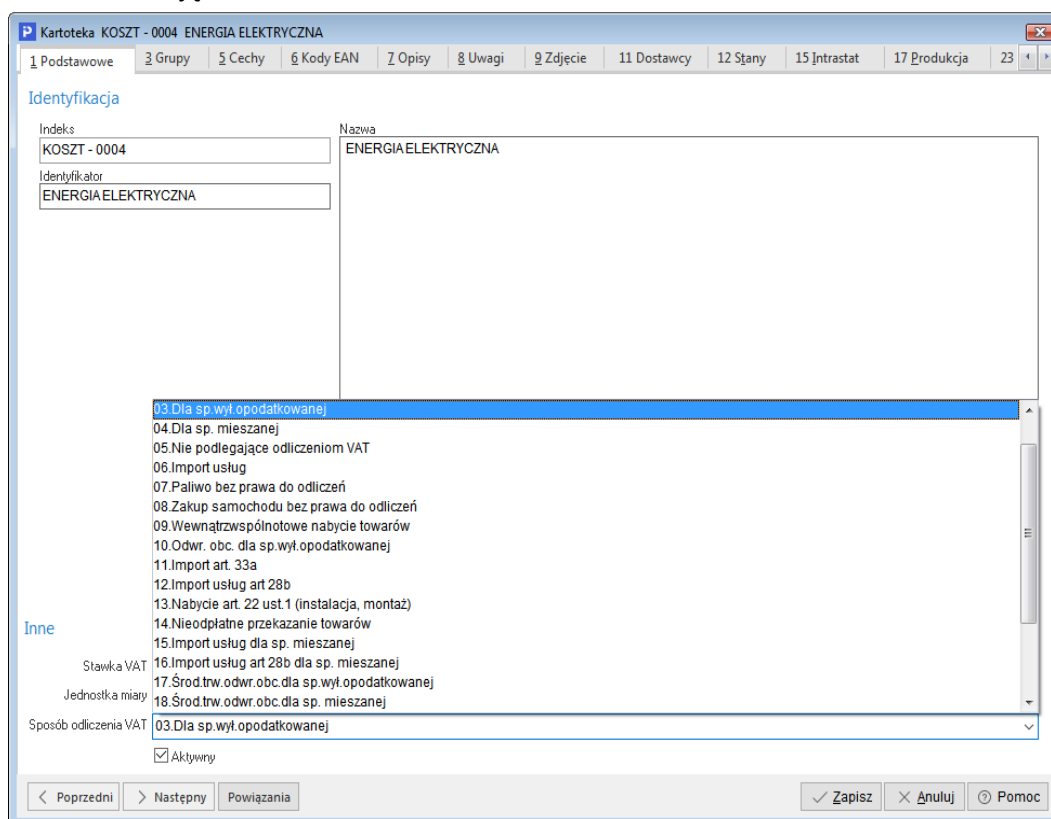 Kartoteka KOSZT - 0004 ENERGIA ELEKTRYCZNA
1 Podstawowe 3 Grupy 5 Cechy 6 Kody EAN 7 Opisy 8 Uwagi 9 Zdjęcie 11 Dostawcy 12 Stany 15 Intrastat 17 Produkcja 23
Identyfikacja
Indeks
KOSZT - 0004
Identyfikator
ENERGIA ELEKTRYCZNA
Nazwa
ENERGIA ELEKTRYCZNA
03.Dla sp.wył.opodatkowanej
04.Dla sp. mieszanej
05.Nie podlegające odliczeniom VAT
06.Import usług
07.Paliwo bez prawa do odliczeń
08.Zakup samochodu bez prawa do odliczeń
09.Wewnątrzwspólnotowe nabycie towarów
10.Odwr. obc. dla sp.wył.opodatkowanej
11.Import art. 33a
12.Import usług art 28b
13.Nabycie art. 22 ust.1 (instalacja, montaż)
14.Nieodpłatne przekazanie towarów
15.Import usług dla sp. mieszanej
16.Import usług art 28b dla sp. mieszanej
17.Środ.trw.odwr.obc.dla sp.wył.opodatkowanej
18.Środ.trw.odwr.obc.dla sp. mieszanej
Inne
Stawka VAT
Jednostka miary
Sposób odliczenia VAT 03.Dla sp.wył.opodatkowanej
Aktywny
Poprzedni Następny Powiązania Zapisz Anuluj Pomoc